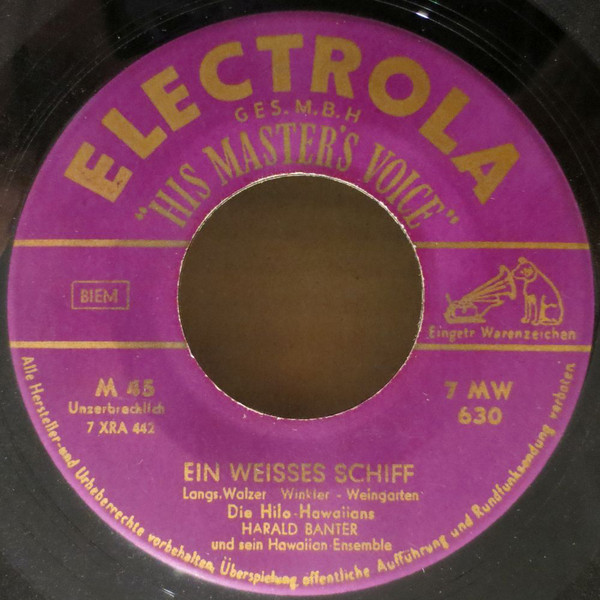 ELECTROLA
GES. M. B. H
"HIS MASTER'S VOICE"
BIEM
Eingetr Warenzeichen
M 45
Unzerbrechlich
7 XRA 442
7 MW
630
EIN WEISSES SCHIFF
Langs. Walzer Winkler - Weingarten
Die Hilo-Hawaiians
HARALD BANTER
und sein Hawaiian-Ensemble
Alle Hersteller-und Urheberrechte vorbehalten, Überspielung, öffentliche Aufführung und Rundfunksendung verboten